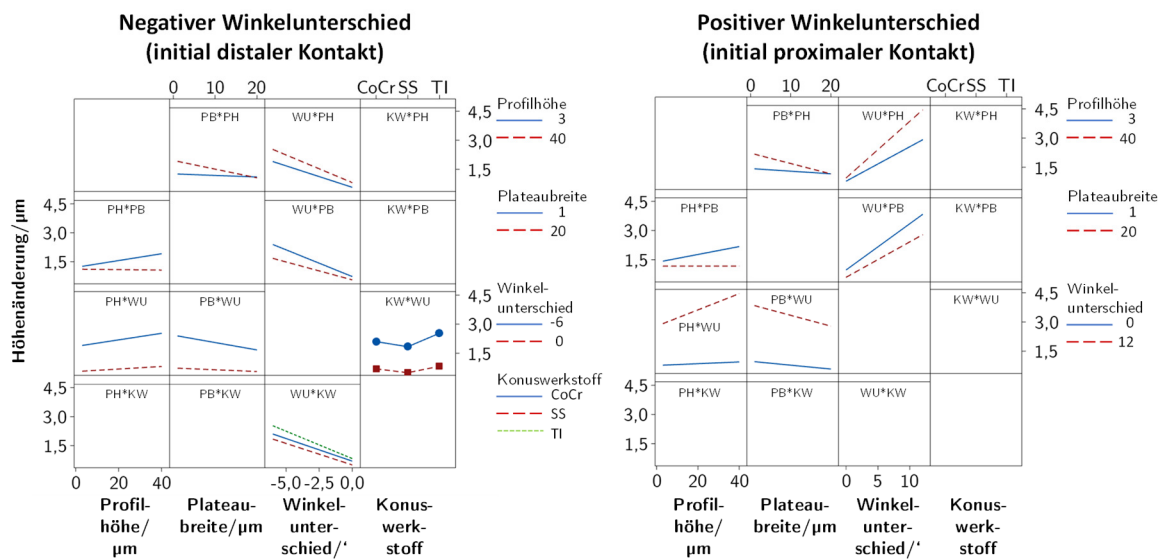 Negativer Winkelunterschied
(initial distaler Kontakt)
0 10 20
CoCr SS TI
PB*PH
WU*PH
KW*PH
4,5
3,0
1,5
Profilhöhe
3
40
Höhenänderung/µm
4,5
3,0
1,5
PH*PB
WU*PB
KW*PB
Plateaubreite
1
20
PH*WU
PB*WU
KW*WU
4,5
3,0
1,5
Winkel-
unterschied
-6
0
4,5
3,0
1,5
PH*KW
PB*KW
WU*KW
Konuswerkstoff
CoCr
SS
TI
0 20 40
-5,0 -2,5 0,0
Profil-
höhe/
µm
Plateau-
breite/µm
Winkel-
unter-
schied/‘
Konus-
werk-
stoff
Positiver Winkelunterschied
(initial proximaler Kontakt)
0 10 20
CoCr SS TI
PB*PH
WU*PH
KW*PH
4,5
3,0
1,5
Profilhöhe
3
40
4,5
3,0
1,5
PH*PB
WU*PB
KW*PB
Plateaubreite
1
20
PH*WU
PB*WU
KW*WU
4,5
3,0
1,5
Winkel-
unterschied
0
12
4,5
3,0
1,5
PH*KW
PB*KW
WU*KW
0 20 40
0 5 10
Profil-
höhe/
µm
Plateau-
breite/µm
Winkel-
unter-
schied/‘
Konus-
werk-
stoff